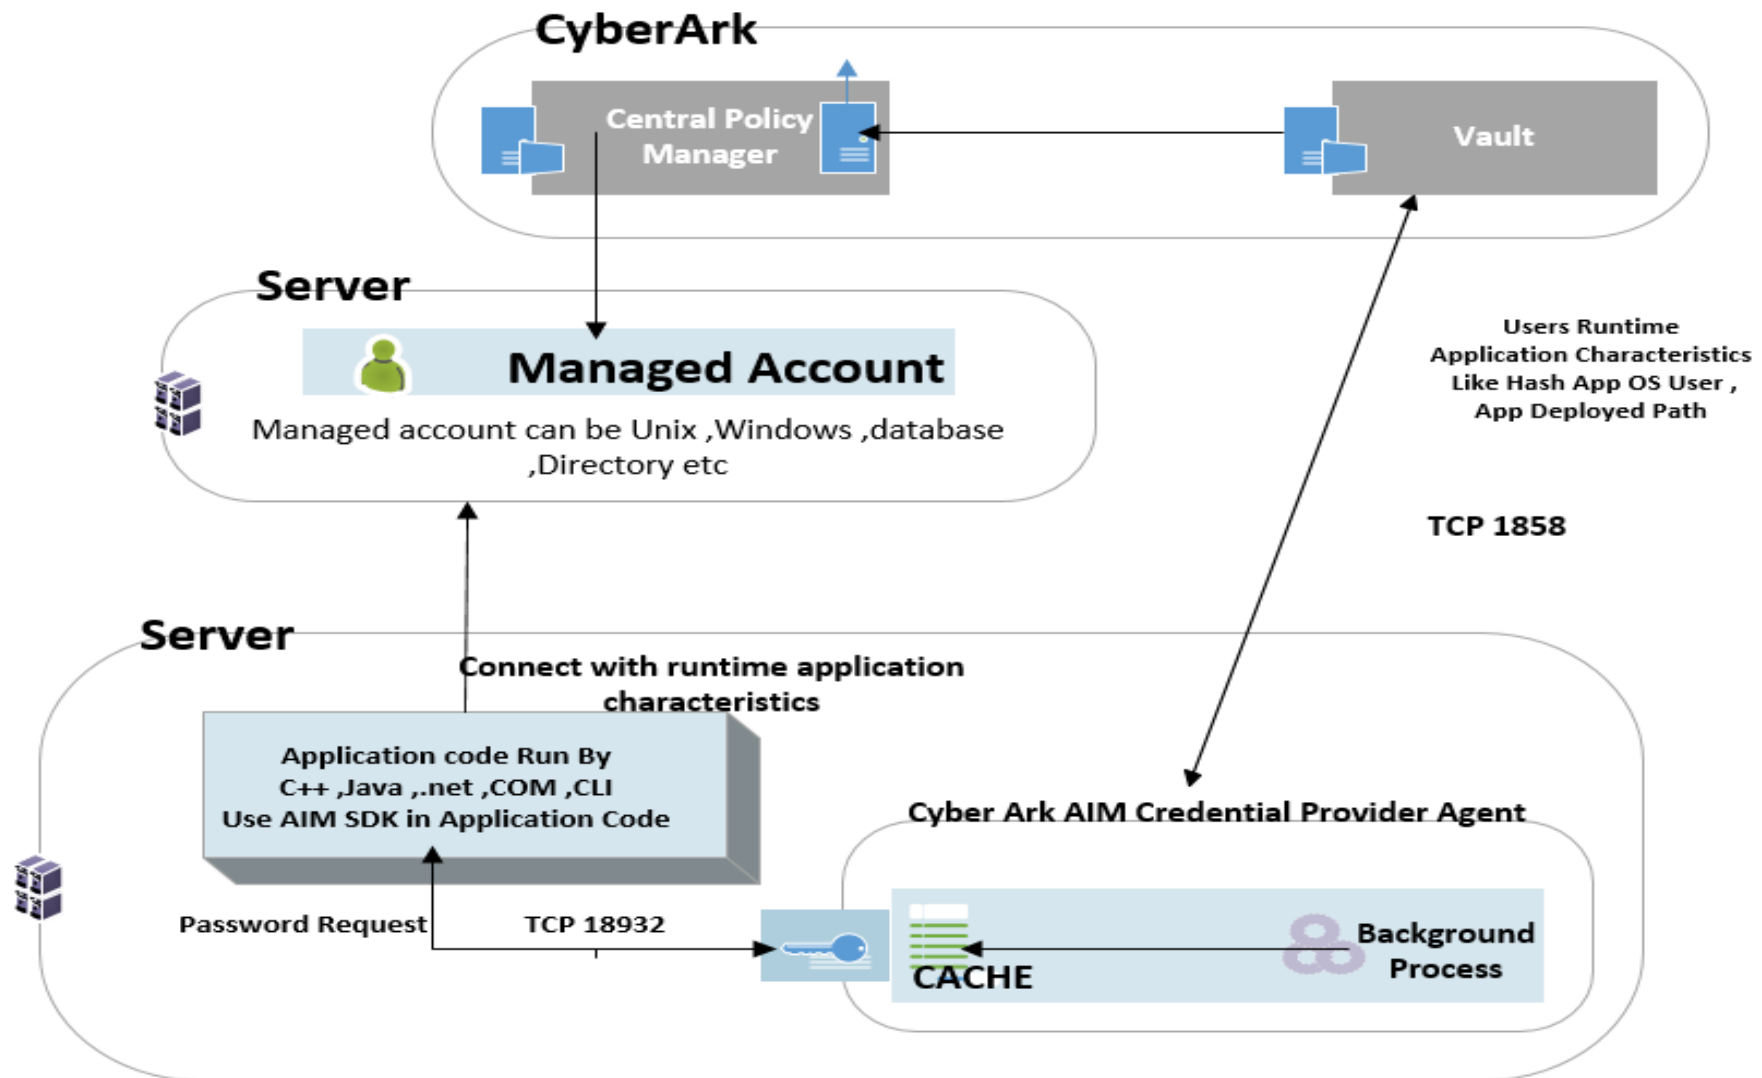 CyberArk
Central Policy
Manager
Vault
Server
Managed Account
Managed account can be Unix ,Windows ,database
,Directory etc
Users Runtime
Application Characteristics
Like Hash App OS User ,
App Deployed Path
TCP 1858
Server
Connect with runtime application
characteristics
Application code Run By
C++ ,Java ,.net ,COM ,CLI
Use AIM SDK in Application Code
Cyber Ark AIM Credential Provider Agent
Password Request
TCP 18932
CACHE
Background
Process